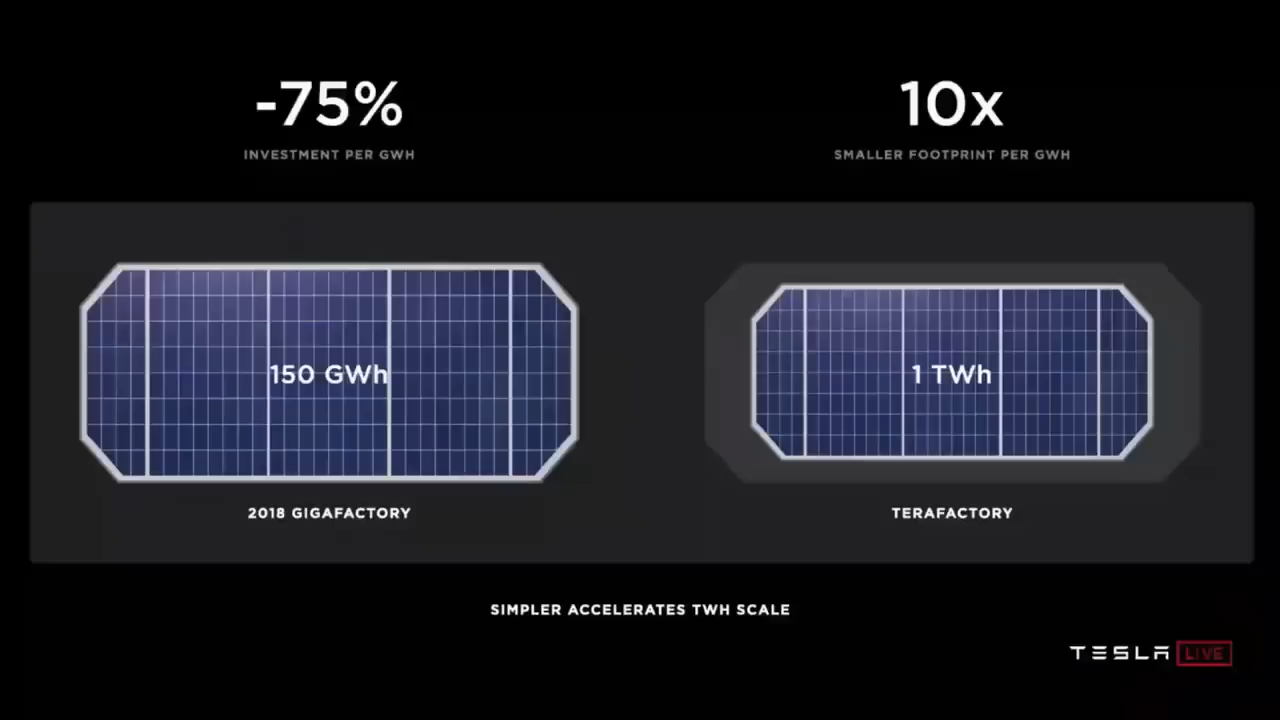 -75%
INVESTMENT PER GWH
10x
SMALLER FOOTPRINT PER GWH
150 GWh
1 TWh
2018 GIGAFACTORY
TERAFACTORY
SIMPLER ACCELERATES TWH SCALE
TESLA LIVE